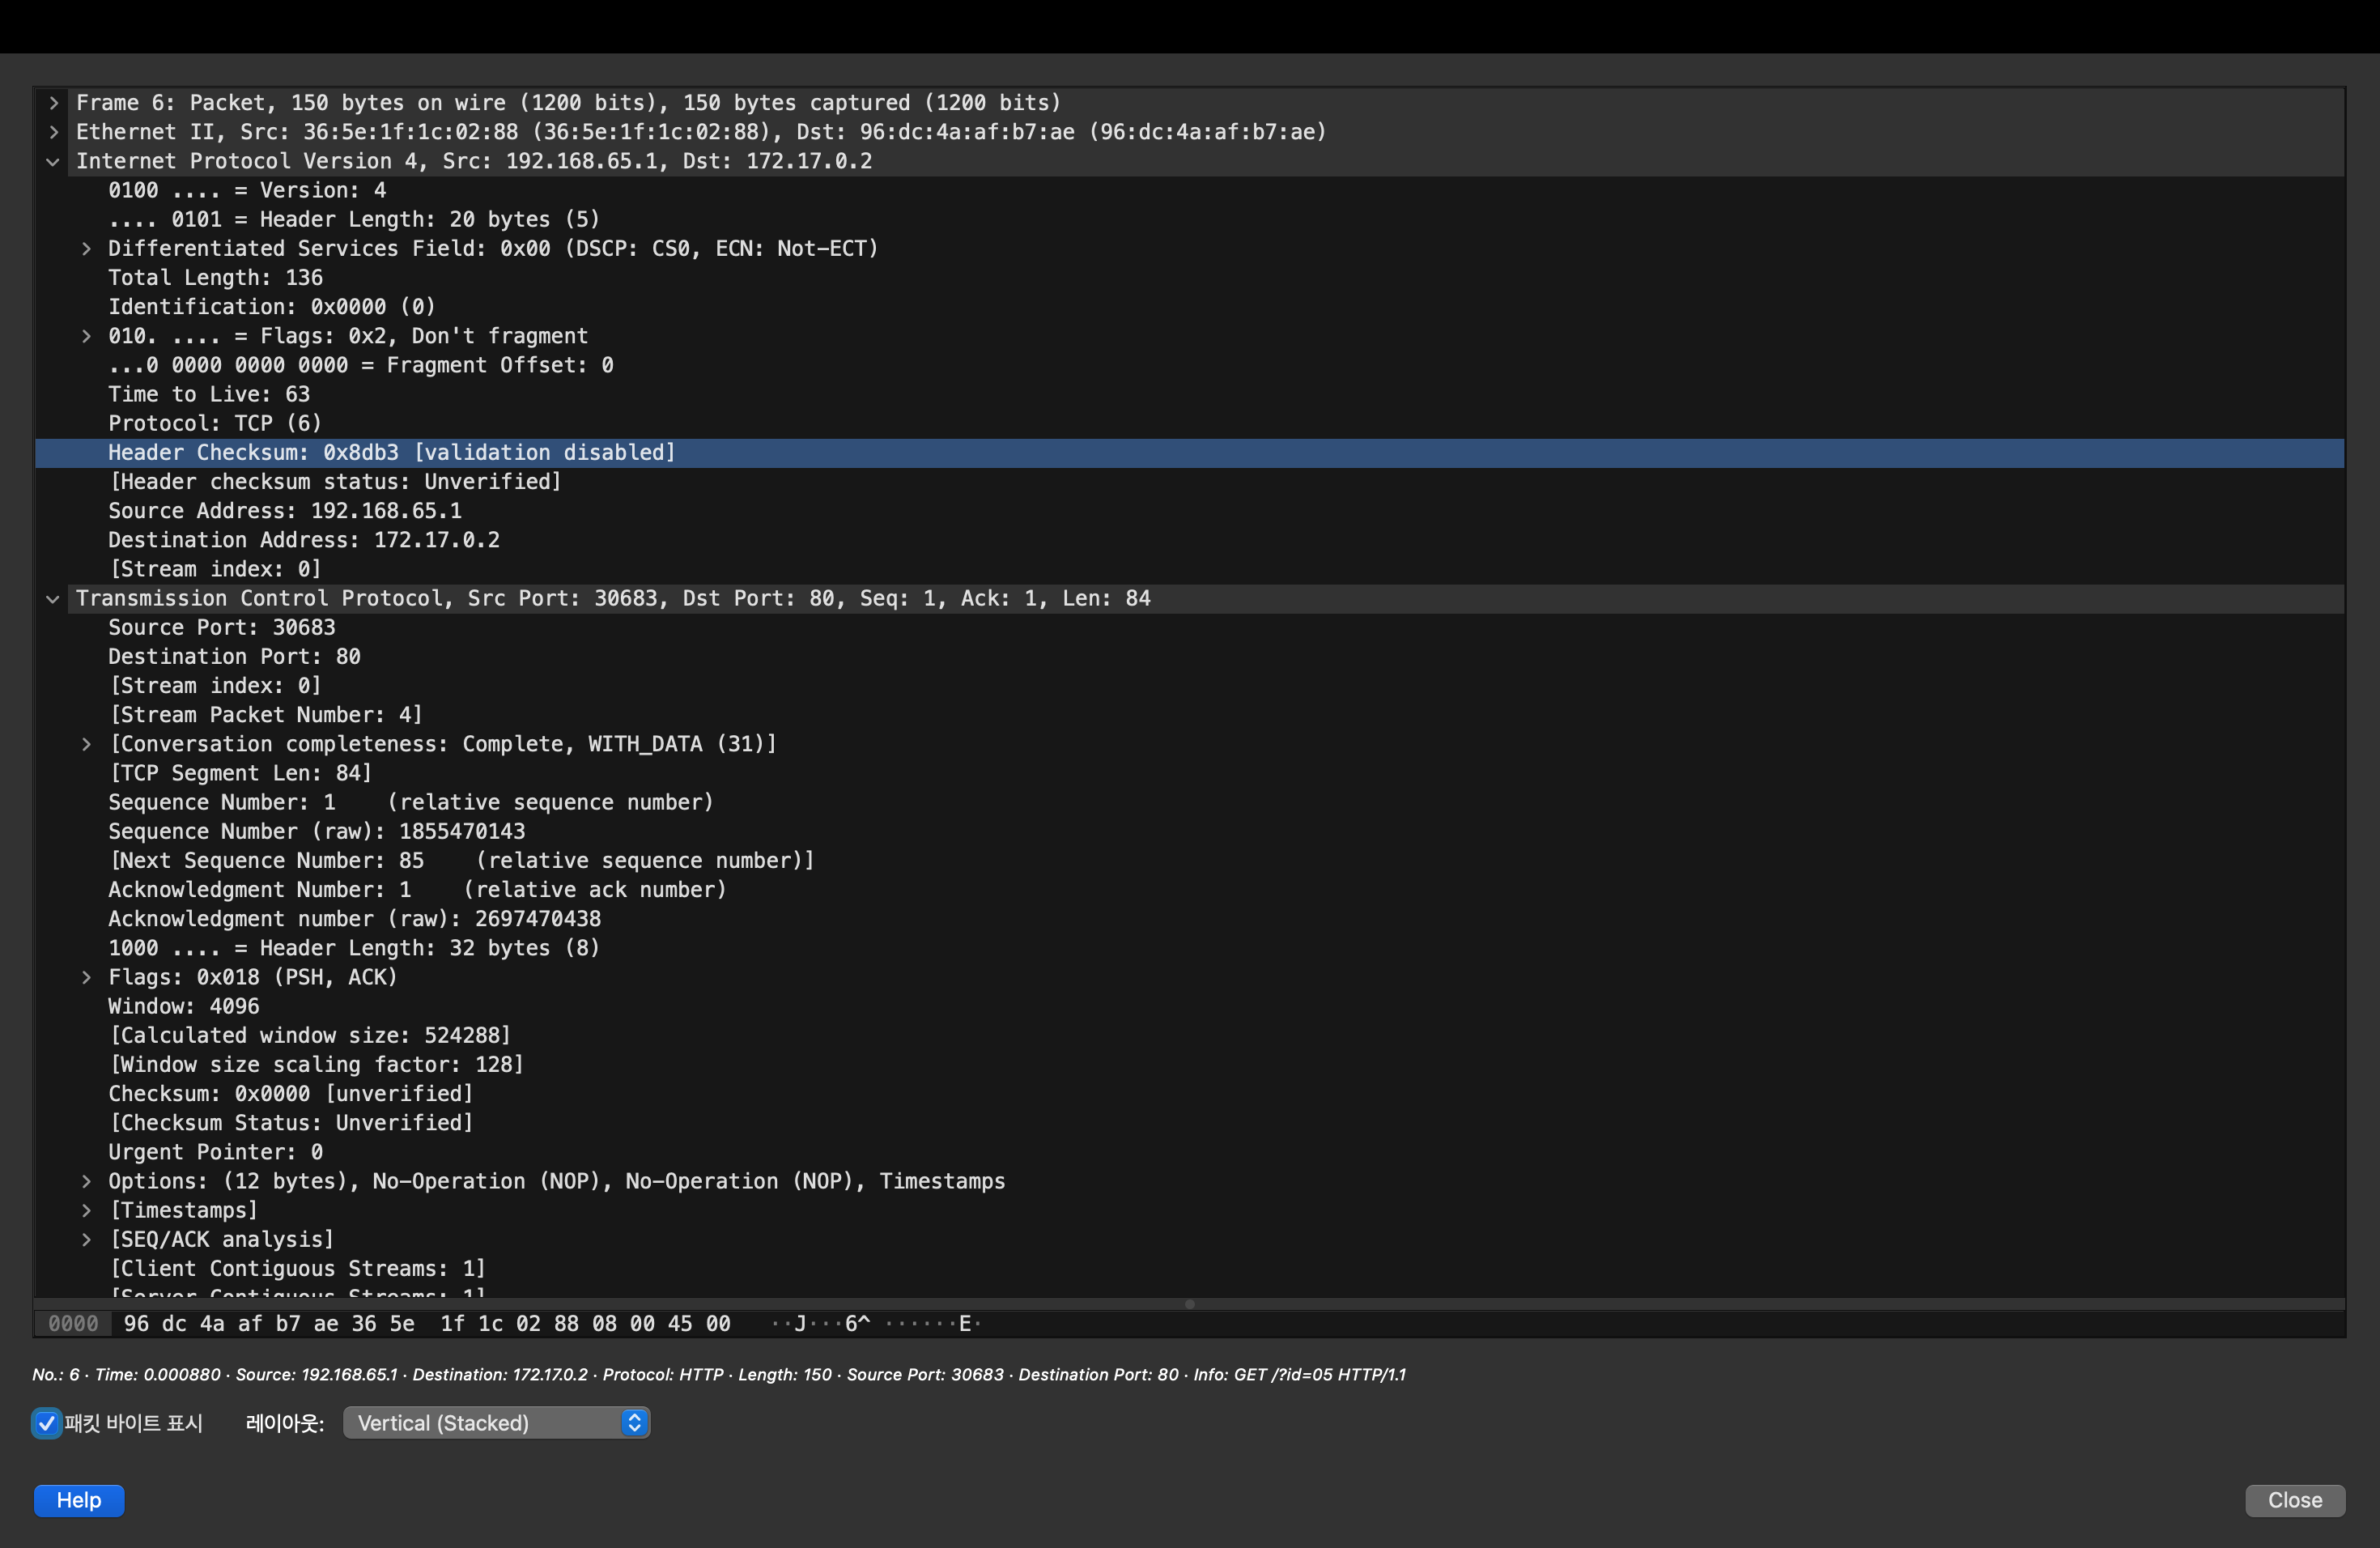 Frame 6: Packet, 150 bytes on wire (1200 bits), 150 bytes captured (1200 bits)
Ethernet II, Src: 36:5e:1f:1c:02:88 (36:5e:1f:1c:02:88), Dst: 96:dc:4a:af:b7:ae (96:dc:4a:af:b7:ae)
Internet Protocol Version 4, Src: 192.168.65.1, Dst: 172.17.0.2
0100 .... = Version: 4
.... 0101 = Header Length: 20 bytes (5)
Differentiated Services Field: 0x00 (DSCP: CS0, ECN: Not-ECT)
Total Length: 136
Identification: 0x0000 (0)
010. .... = Flags: 0x2, Don't fragment
...0 0000 0000 0000 = Fragment Offset: 0
Time to Live: 63
Protocol: TCP (6)
Header Checksum: 0x8db3 [validation disabled]
[Header checksum status: Unverified]
Source Address: 192.168.65.1
Destination Address: 172.17.0.2
[Stream index: 0]
Transmission Control Protocol, Src Port: 30683, Dst Port: 80, Seq: 1, Ack: 1, Len: 84
Source Port: 30683
Destination Port: 80
[Stream index: 0]
[Stream Packet Number: 4]
[Conversation completeness: Complete, WITH_DATA (31)]
[TCP Segment Len: 84]
Sequence Number: 1    (relative sequence number)
Sequence Number (raw): 1855470143
[Next Sequence Number: 85    (relative sequence number)]
Acknowledgment Number: 1    (relative ack number)
Acknowledgment number (raw): 2697470438
1000 .... = Header Length: 32 bytes (8)
Flags: 0x018 (PSH, ACK)
Window: 4096
[Calculated window size: 524288]
[Window size scaling factor: 128]
Checksum: 0x0000 [unverified]
[Checksum Status: Unverified]
Urgent Pointer: 0
Options: (12 bytes), No-Operation (NOP), No-Operation (NOP), Timestamps
[Timestamps]
[SEQ/ACK analysis]
[Client Contiguous Streams: 1]
[Server Contiguous Streams: 1]
0000 96 dc 4a af b7 ae 36 5e 1f 1c 02 88 08 00 45 00 ··J···6^ ······E·
No.: 6 · Time: 0.000880 · Source: 192.168.65.1 · Destination: 172.17.0.2 · Protocol: HTTP · Length: 150 · Source Port: 30683 · Destination Port: 80 · Info: GET /?id=05 HTTP/1.1
패킷 바이트 표시 레이아웃: Vertical (Stacked)
Help Close